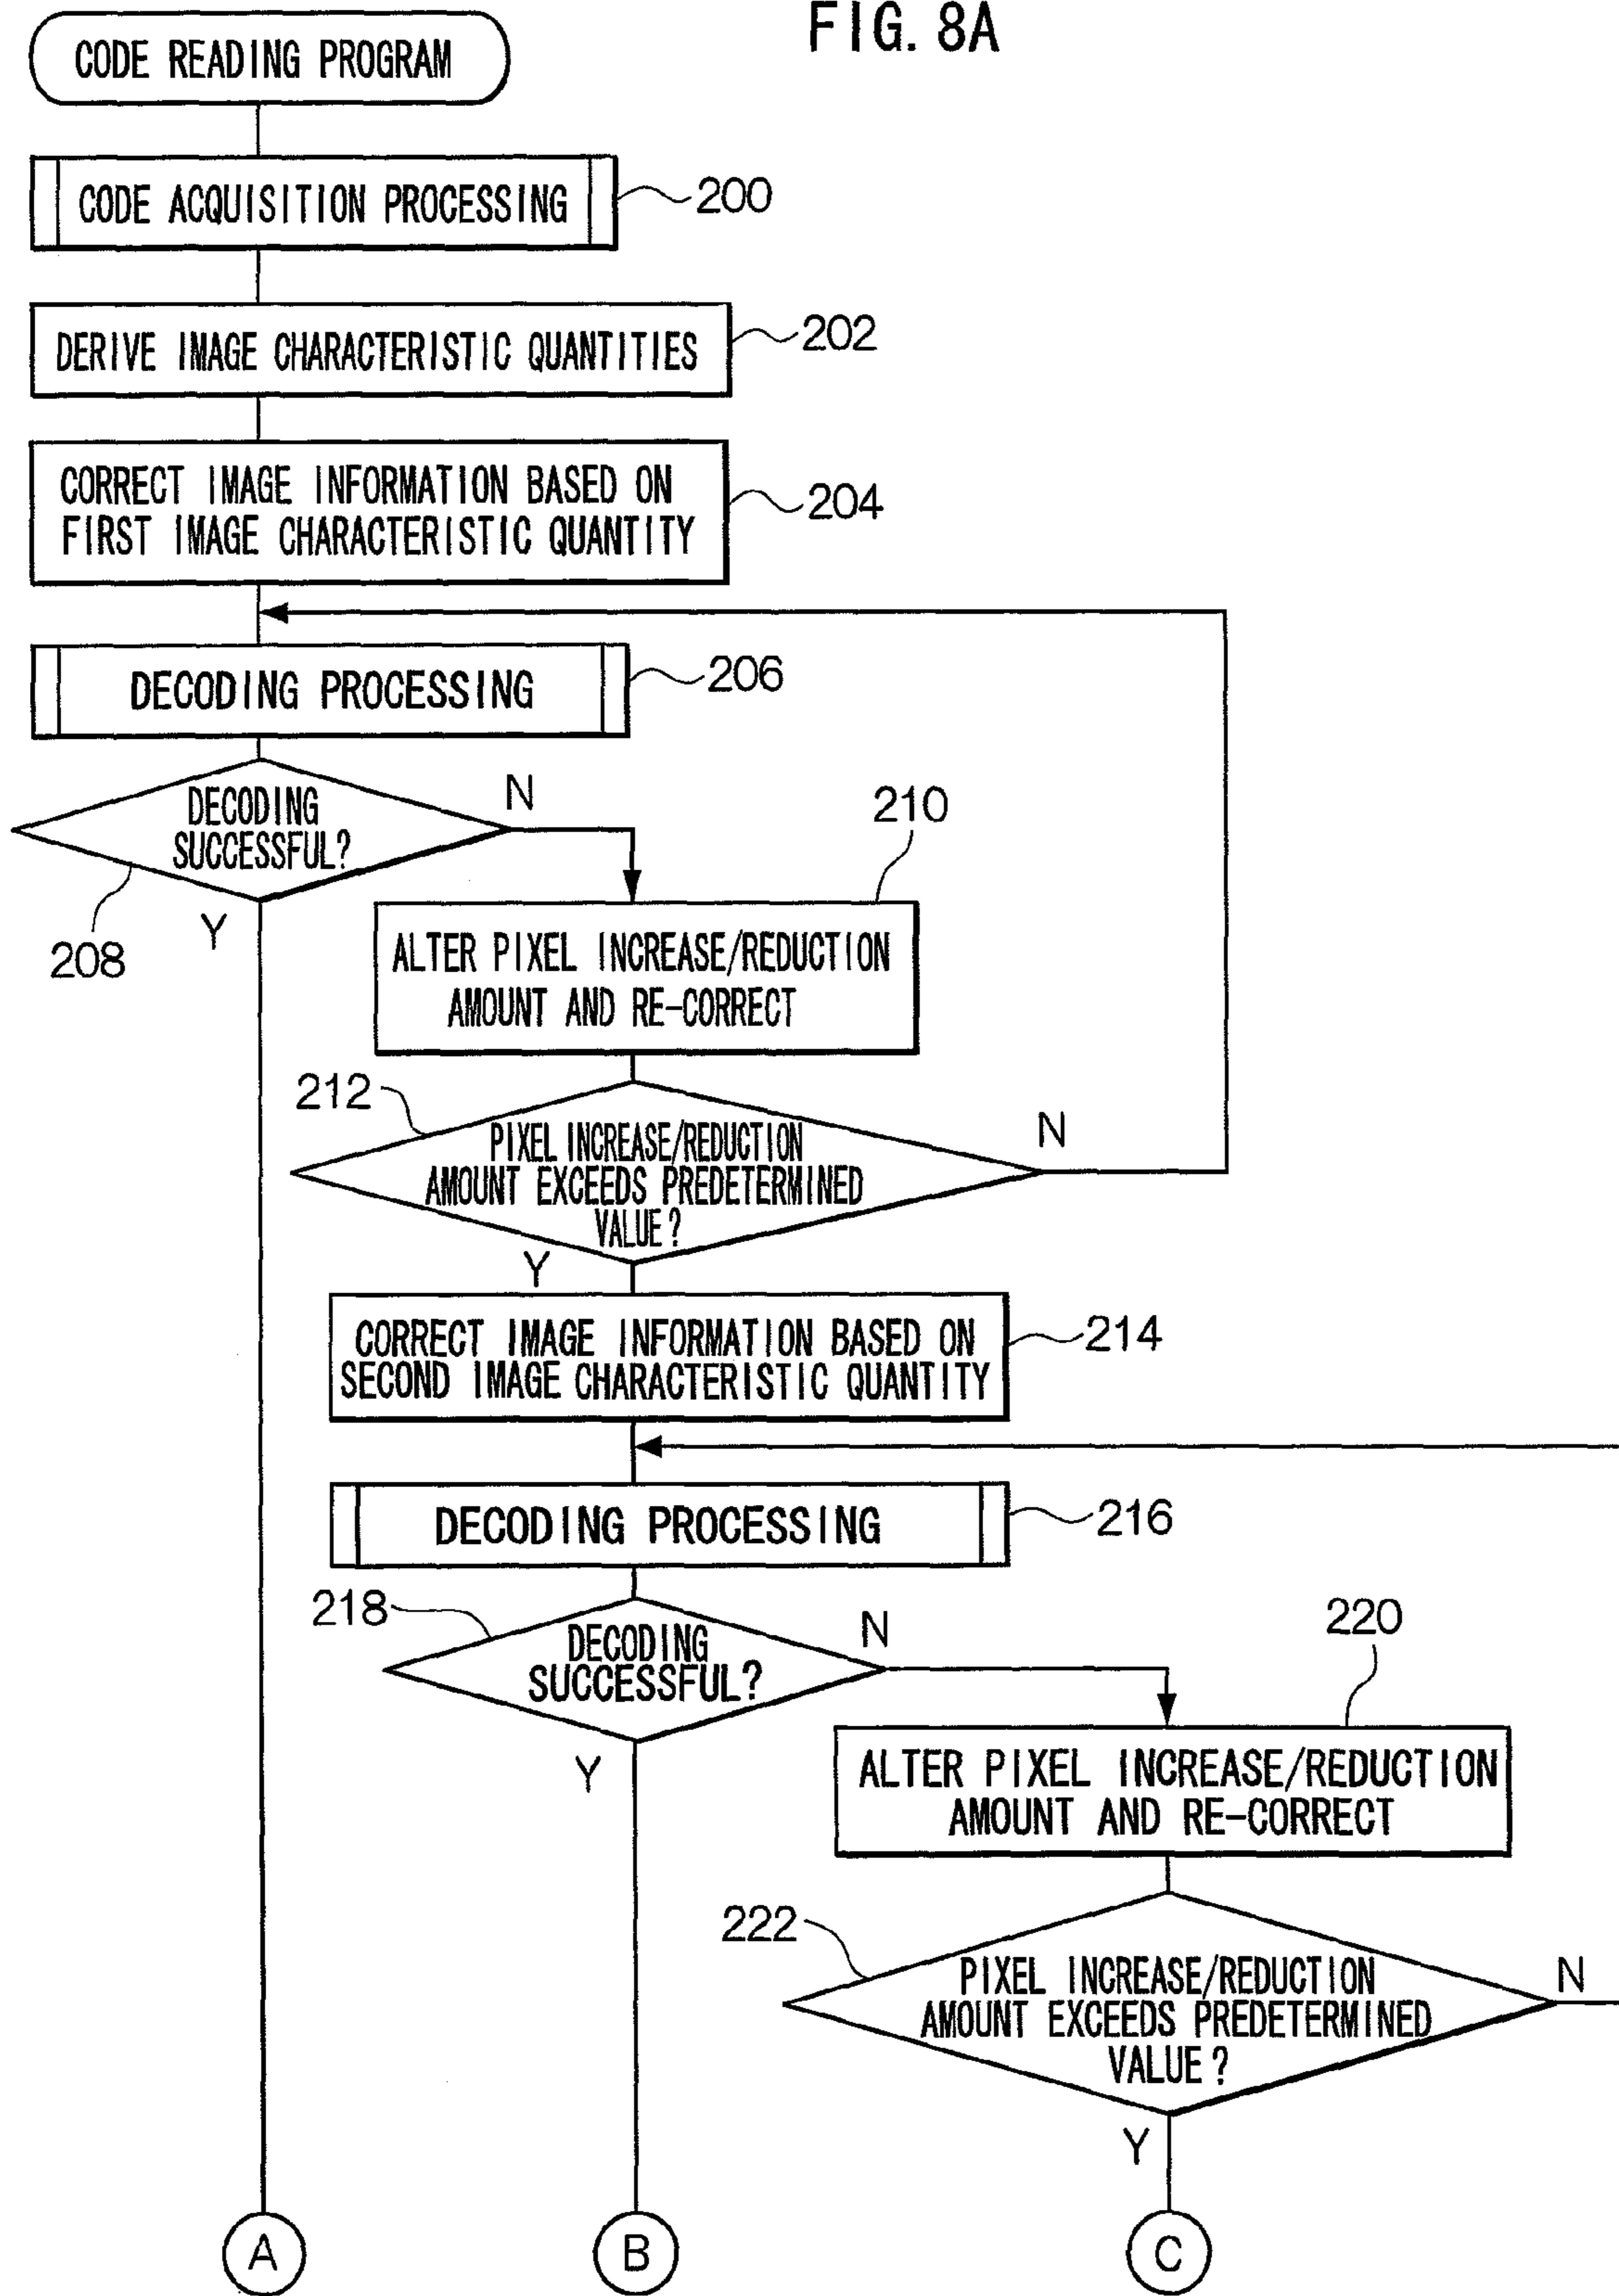 FIG. 8A
CODE READING PROGRAM
CODE ACQUISITION PROCESSING
200
DERIVE IMAGE CHARACTERISTIC QUANTITIES
202
CORRECT IMAGE INFORMATION BASED ON
FIRST IMAGE CHARACTERISTIC QUANTITY
204
DECODING PROCESSING
206
DECODING
SUCCESSFUL?
N
Y
208
210
ALTER PIXEL INCREASE/REDUCTION
AMOUNT AND RE-CORRECT
212
PIXEL INCREASE/REDUCTION
AMOUNT EXCEEDS PREDETERMINED
VALUE?
N
Y
CORRECT IMAGE INFORMATION BASED ON
SECOND IMAGE CHARACTERISTIC QUANTITY
214
DECODING PROCESSING
216
218
DECODING
SUCCESSFUL?
N
Y
220
ALTER PIXEL INCREASE/REDUCTION
AMOUNT AND RE-CORRECT
222
PIXEL INCREASE/REDUCTION
AMOUNT EXCEEDS PREDETERMINED
VALUE?
N
Y
A
B
C